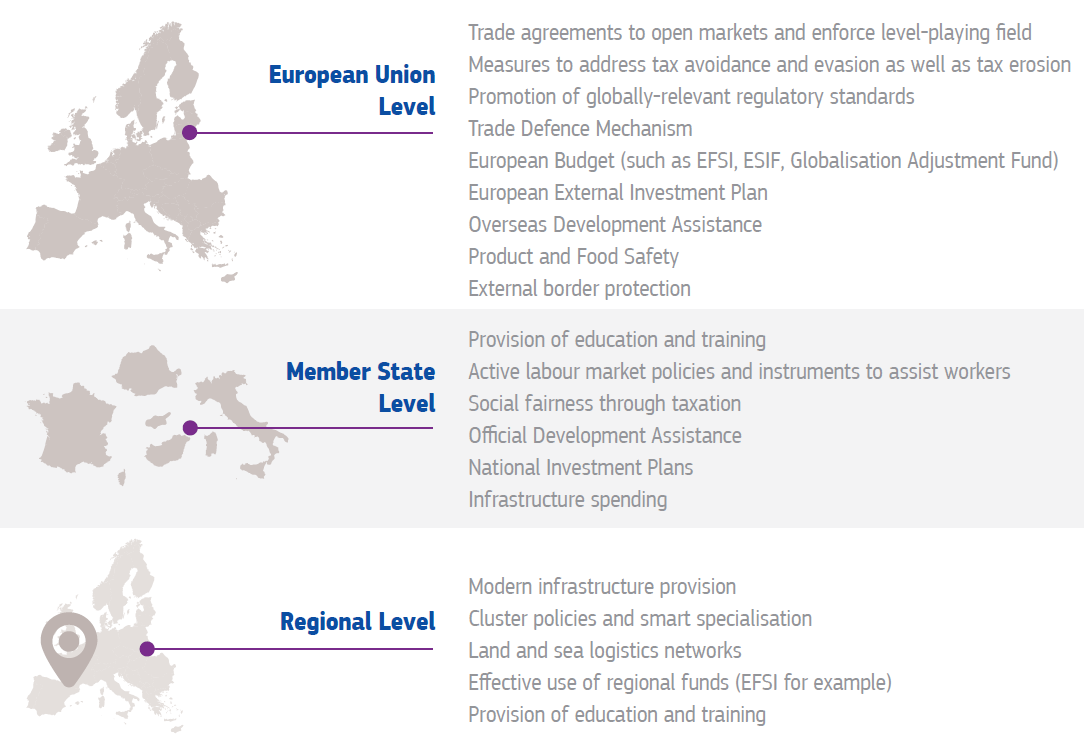 European Union
Level
Trade agreements to open markets and enforce level-playing field
Measures to address tax avoidance and evasion as well as tax erosion
Promotion of globally-relevant regulatory standards
Trade Defence Mechanism
European Budget (such as EFSI, ESIF, Globalisation Adjustment Fund)
European External Investment Plan
Overseas Development Assistance
Product and Food Safety
External border protection
Member State
Level
Provision of education and training
Active labour market policies and instruments to assist workers
Social fairness through taxation
Official Development Assistance
National Investment Plans
Infrastructure spending
Regional Level
Modern infrastructure provision
Cluster policies and smart specialisation
Land and sea logistics networks
Effective use of regional funds (EFSI for example)
Provision of education and training